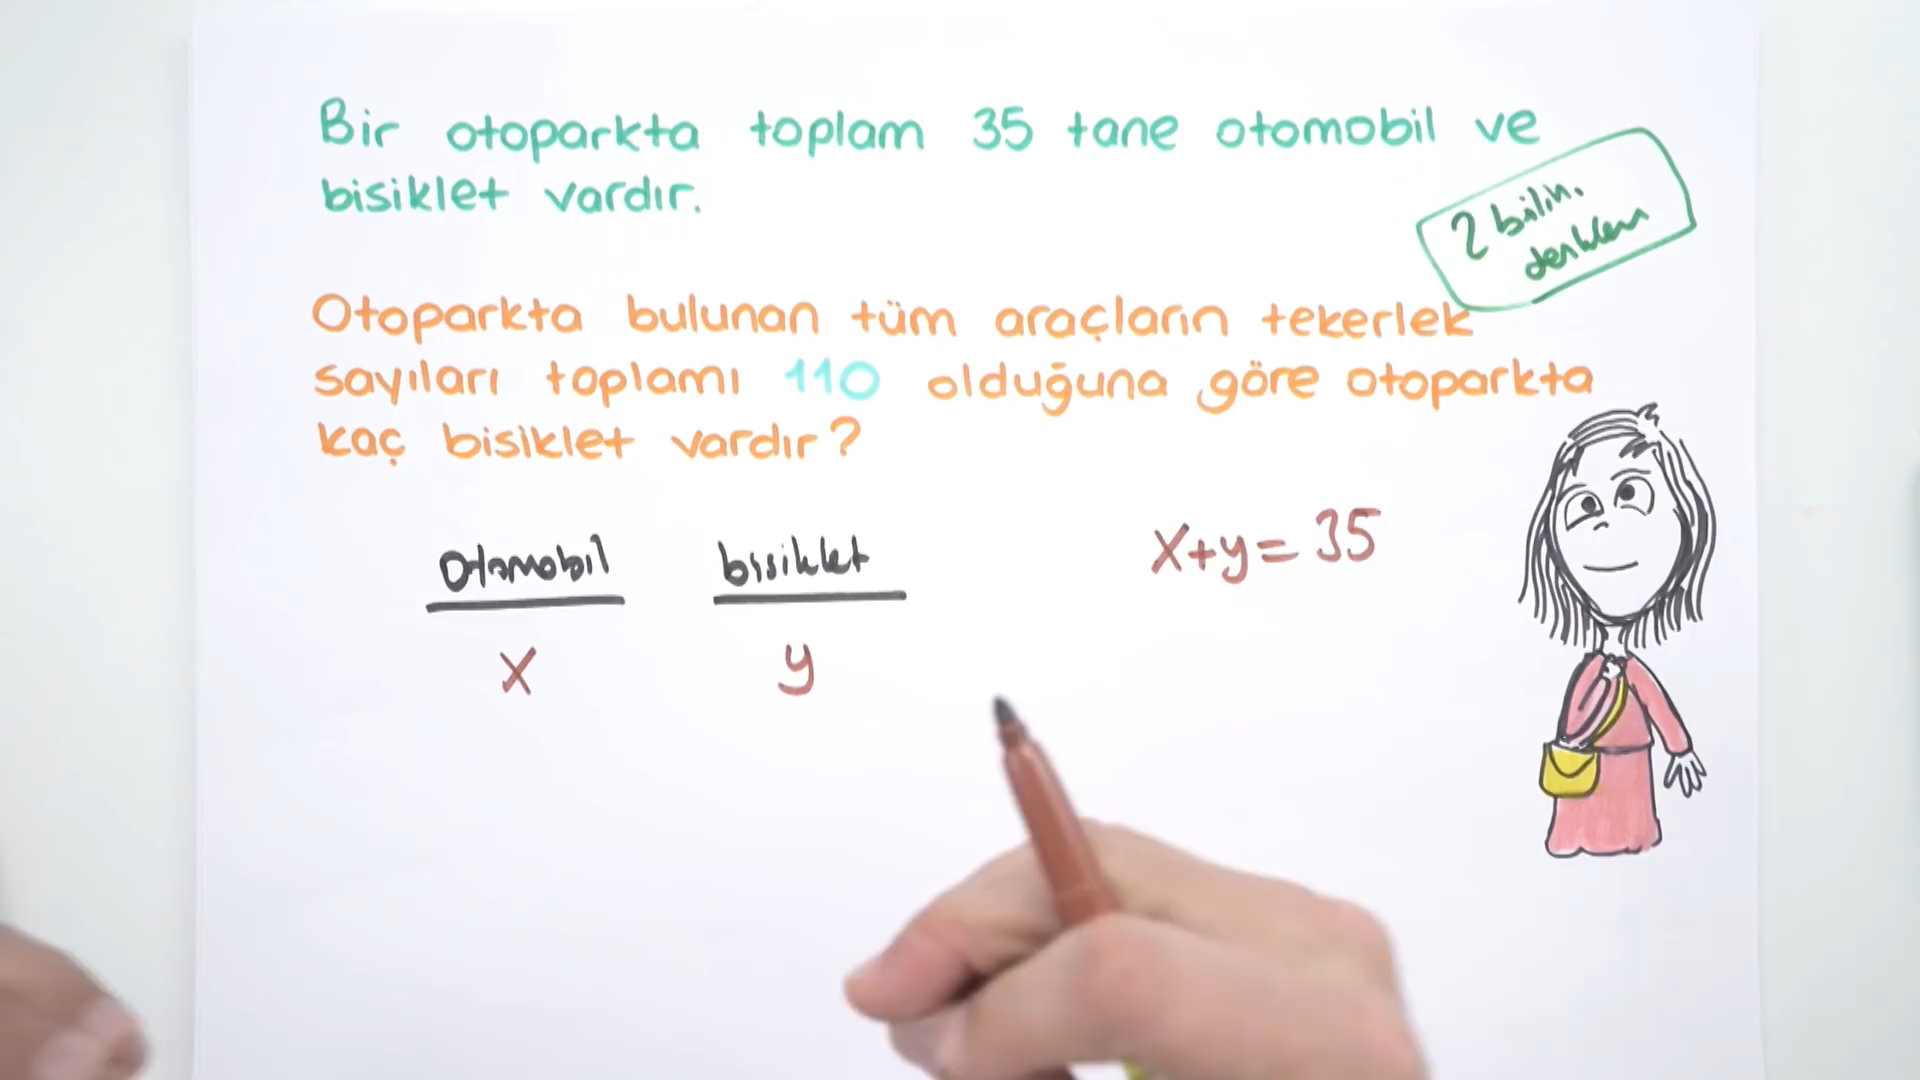 Bir otoparkta toplam 35 tane otomobil ve
bisiklet vardır.
2 bilin.
denklem
Otoparkta bulunan tüm araçların tekerlek
sayıları toplamı 110 olduğuna göre otoparkta
kaç bisiklet vardır?
Otomobil bisiklet
x+y=35
x y